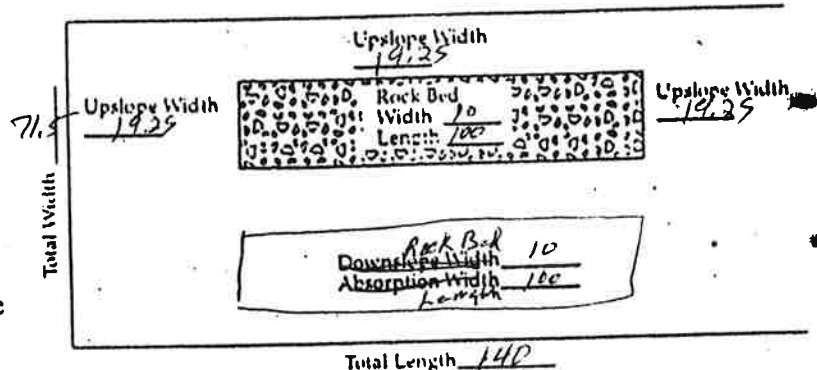 Upslope Width
19.25
Upslope Width
19.25
Rock Bed
Width 10
Length 100
Upslope Width
19.25
71.5
Total Width
Rock Bed
Downslope Width 10
Absorption Width 100
Length
Total Length 140